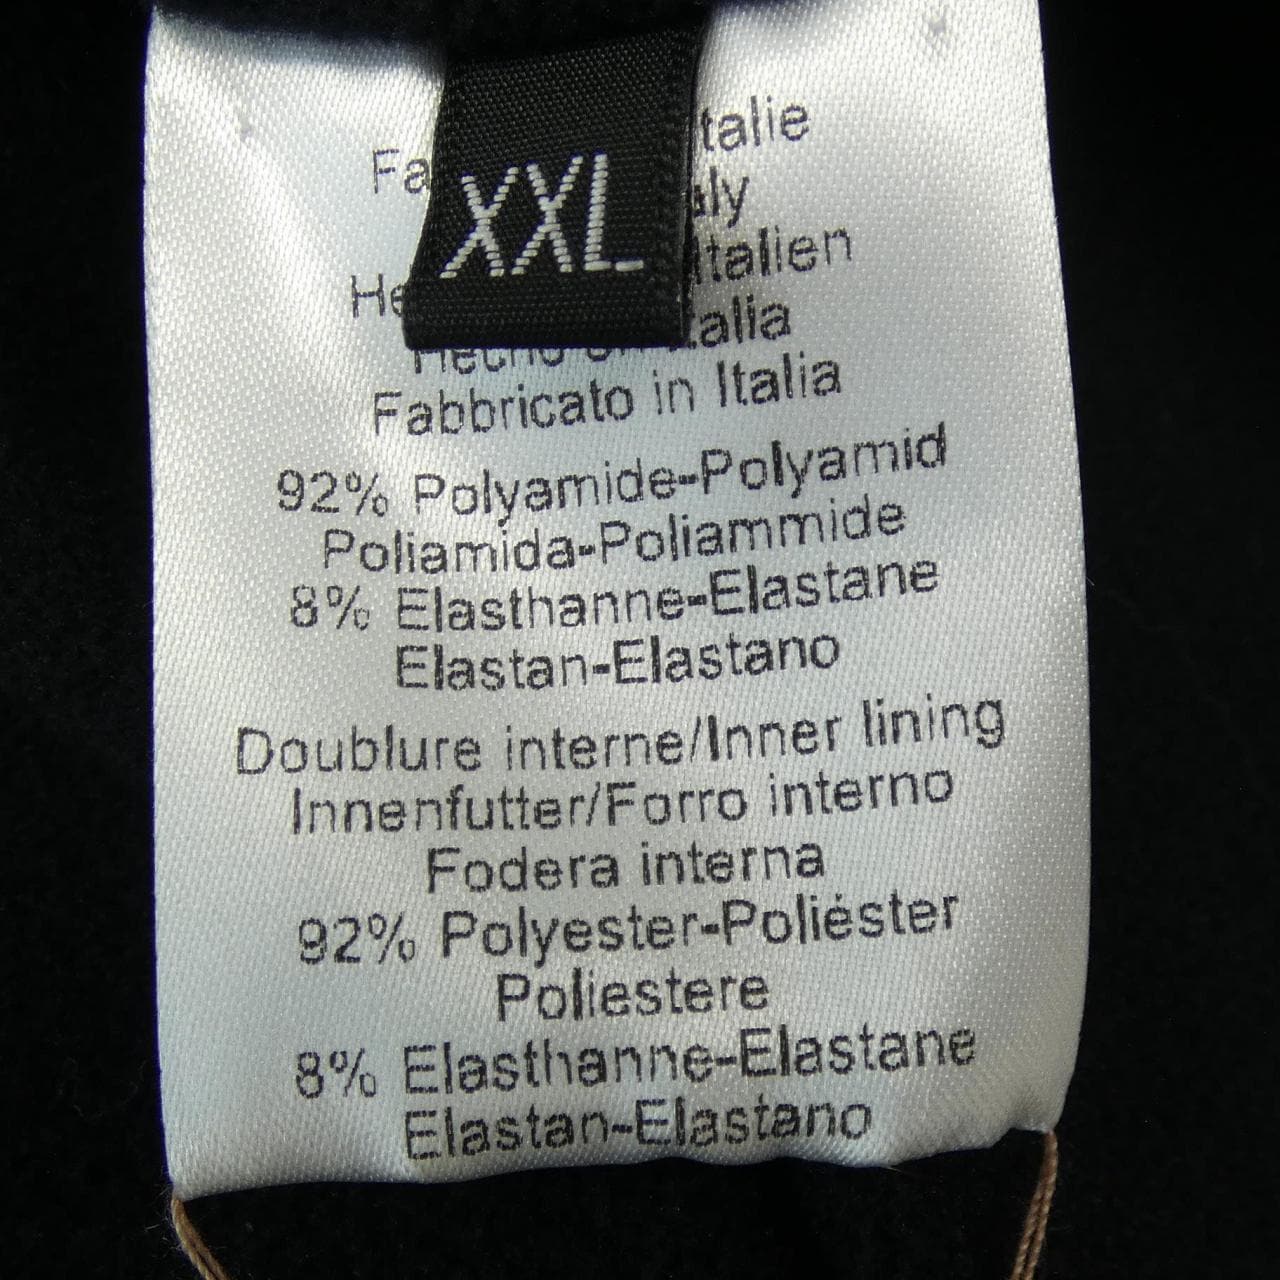 XXL
Fabbricato in Italia
92% Polyamide-Polyamid
Poliamida-Poliammide
8% Elasthanne-Elastane
Elastan-Elastano
Doublure interne/Inner lining
Innenfutter/Forro interno
Fodera interna
92% Polyester-Poliéster
Poliestere
8% Elasthanne-Elastane
Elastan-Elastano